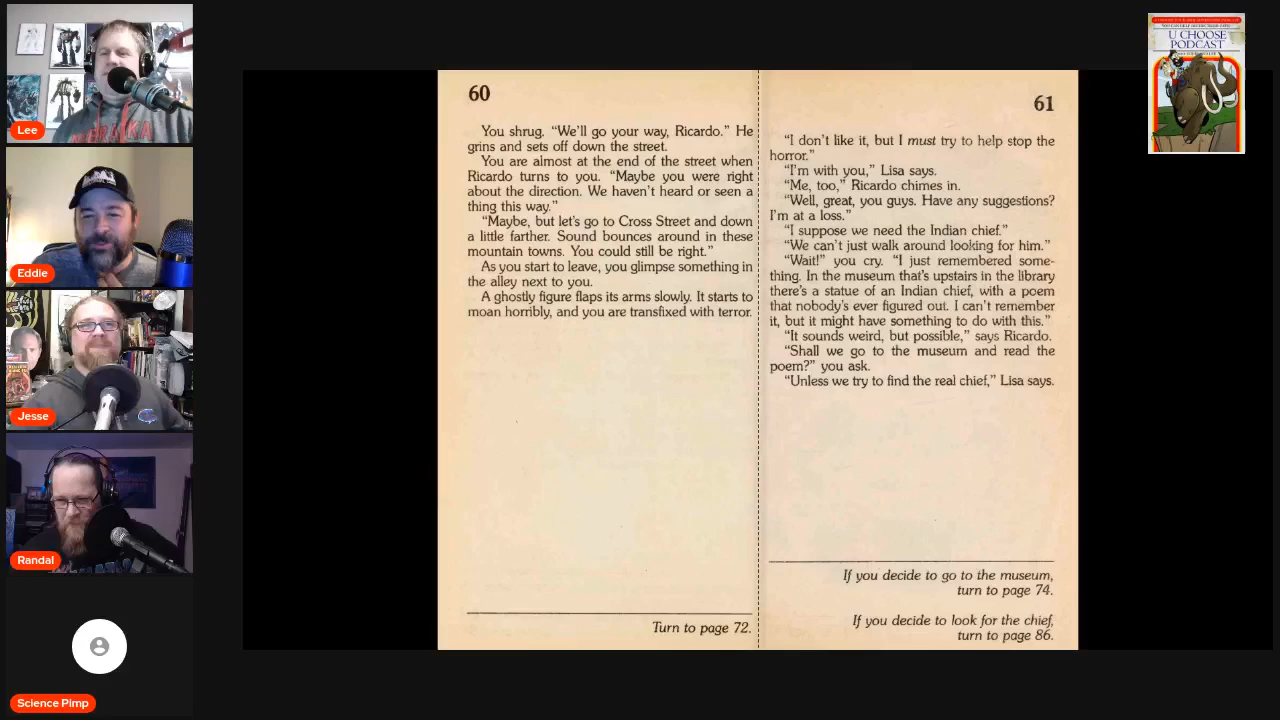 Lee
Eddie
Jesse
Randal
Science Pimp
60
You shrug. “We’ll go your way, Ricardo.” He
grins and sets off down the street.
You are almost at the end of the street when
Ricardo turns to you. “Maybe you were right
about the direction. We haven’t heard or seen a
thing this way.”
“Maybe, but let’s go to Cross Street and down
a little farther. Sound bounces around in these
mountain towns. You could still be right.”
As you start to leave, you glimpse something in
the alley next to you.
A ghostly figure flaps its arms slowly. It starts to
moan horribly, and you are transfixed with terror.
Turn to page 72.
61
“I don’t like it, but I must try to help stop the
horror.”
“I’m with you,” Lisa says.
“Me, too,” Ricardo chimes in.
“Well, great, you guys. Have any suggestions?
I’m at a loss.”
“I suppose we need the Indian chief.”
“We can’t just walk around looking for him.”
“Wait!” you cry. “I just remembered some-
thing. In the museum that’s upstairs in the library
there’s a statue of an Indian chief, with a poem
that nobody’s ever figured out. I can’t remember
it, but it might have something to do with this.”
“It sounds weird, but possible,” says Ricardo.
“Shall we go to the museum and read the
poem?” you ask.
“Unless we try to find the real chief,” Lisa says.
If you decide to go to the museum,
turn to page 74.
If you decide to look for the chief,
turn to page 86.
U CHOOSE
PODCAST